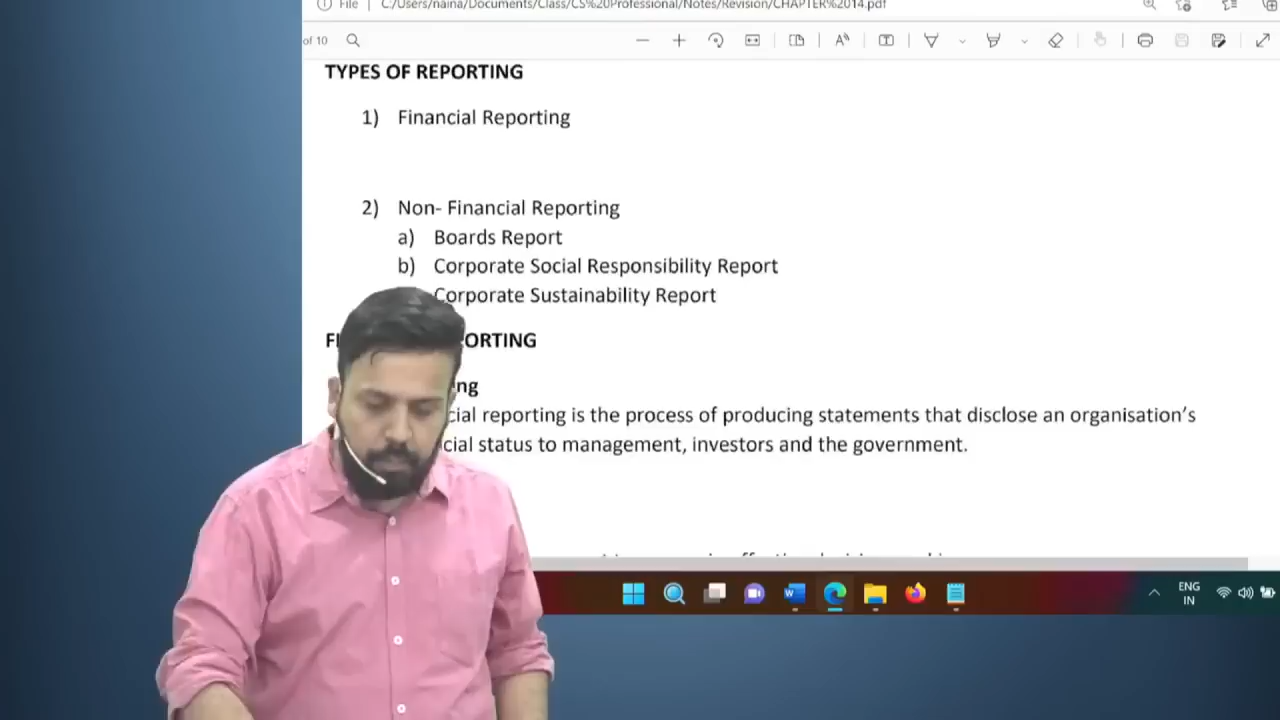 File C:/Users/naina/Documents/Class/CS%20Professional/Notes/Revision/CHAPTER%2014.pdf
of 10
TYPES OF REPORTING
1) Financial Reporting
2) Non- Financial Reporting
a) Boards Report
b) Corporate Social Responsibility Report
Corporate Sustainability Report
ORTING
ng
cial reporting is the process of producing statements that disclose an organisation's
cial status to management, investors and the government.
ENG
IN